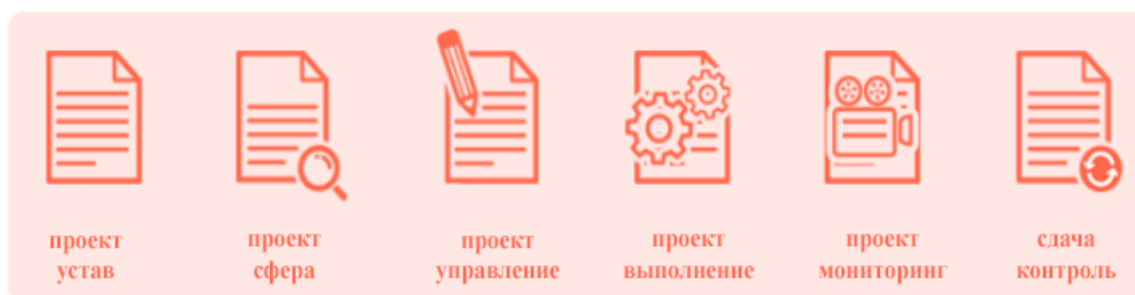 проект
устав
проект
сфера
проект
управление
проект
выполнение
проект
мониторинг
сдача
контроль